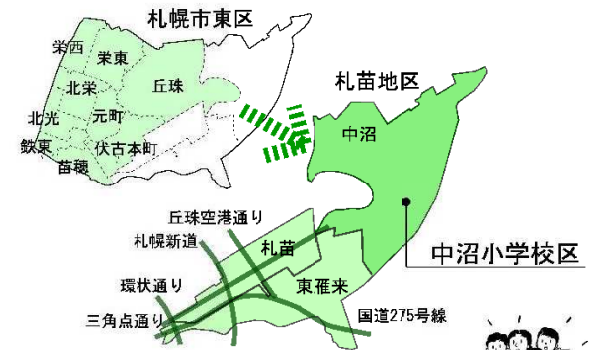 札幌市東区
栄西
栄東
丘珠
北栄
北光
元町
鉄東
伏古本町
苗穂
札苗地区
中沼
丘珠空港通り
札幌新道
札苗
中沼小学校区
環状通り
東雁来
三角点通り
国道275号線